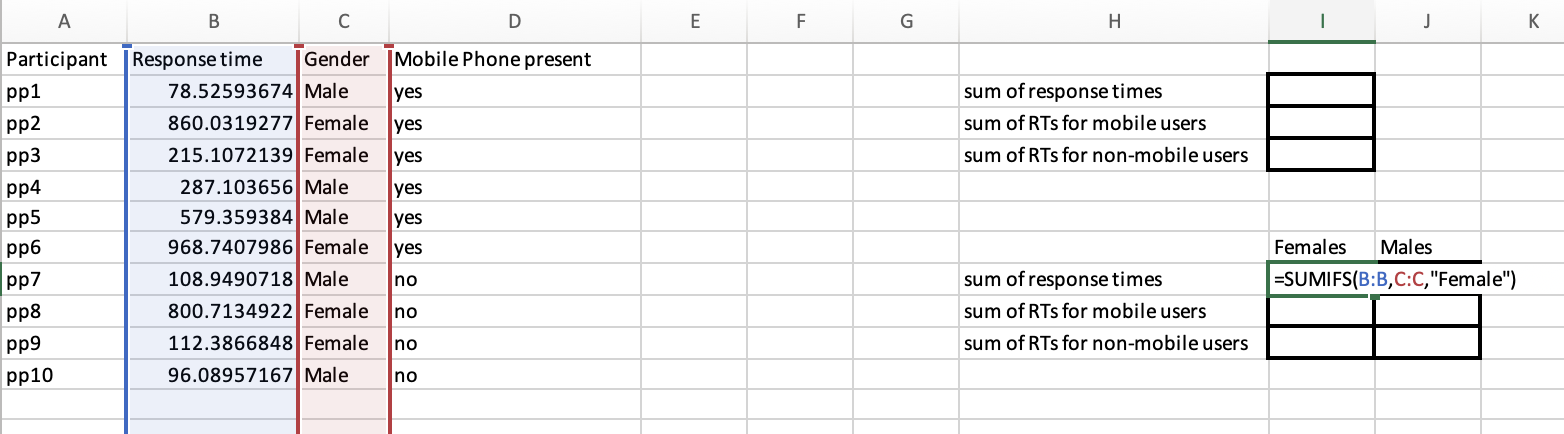 A B C D E F G H I J K
Participant Response time Gender Mobile Phone present
pp1 78.52593674 Male yes sum of response times
pp2 860.0319277 Female yes sum of RTs for mobile users
pp3 215.1072139 Female yes sum of RTs for non-mobile users
pp4 287.103656 Male yes
pp5 579.359384 Male yes
pp6 968.7407986 Female yes Females Males
pp7 108.9490718 Male no sum of response times =SUMIFS(B:B,C:C,"Female")
pp8 800.7134922 Female no sum of RTs for mobile users
pp9 112.3866848 Female no sum of RTs for non-mobile users
pp10 96.08957167 Male no